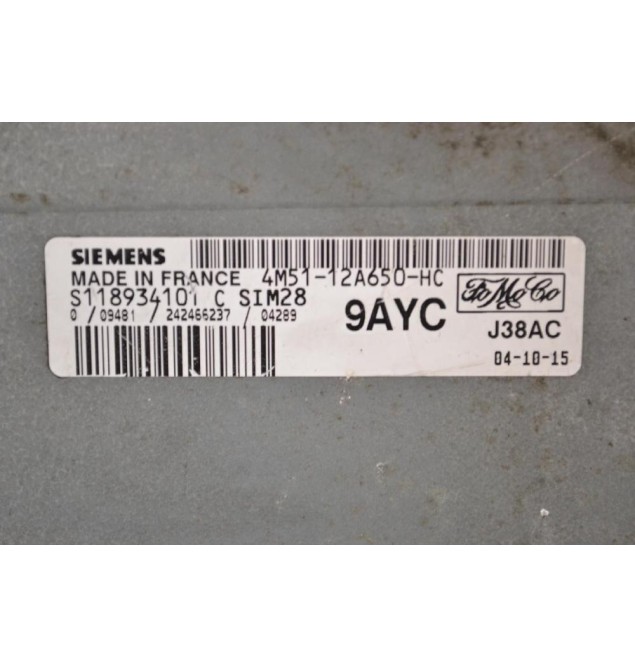 SIEMENS
MADE IN FRANCE 4M51-12A650-HC
S118934101 C SIM28
0 / 09481 / 242466237 / 04289
9AYC
FoMoCo
J38AC
04-10-15